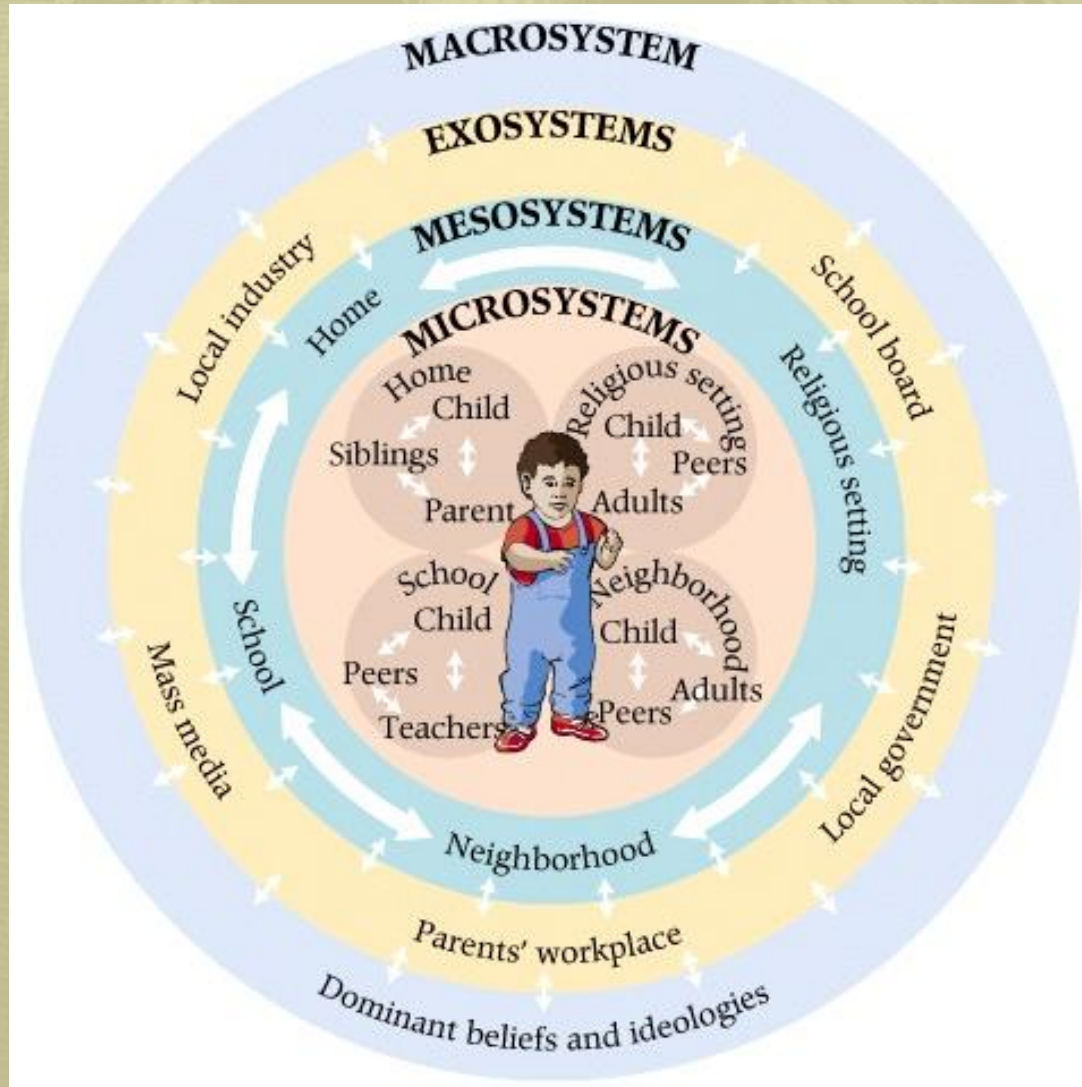 MACROSYSTEM
EXOSYSTEMS
MESOSYSTEMS
MICROSYSTEMS
Local industry
Home
School board
Religious setting
Home
Child
Siblings
Parent
Religious setting
Child
Peers
Adults
School
Child
Peers
Teachers
Neighborhood
Child
Adults
Peers
School
Mass media
Neighborhood
Local government
Parents’ workplace
Dominant beliefs and ideologies